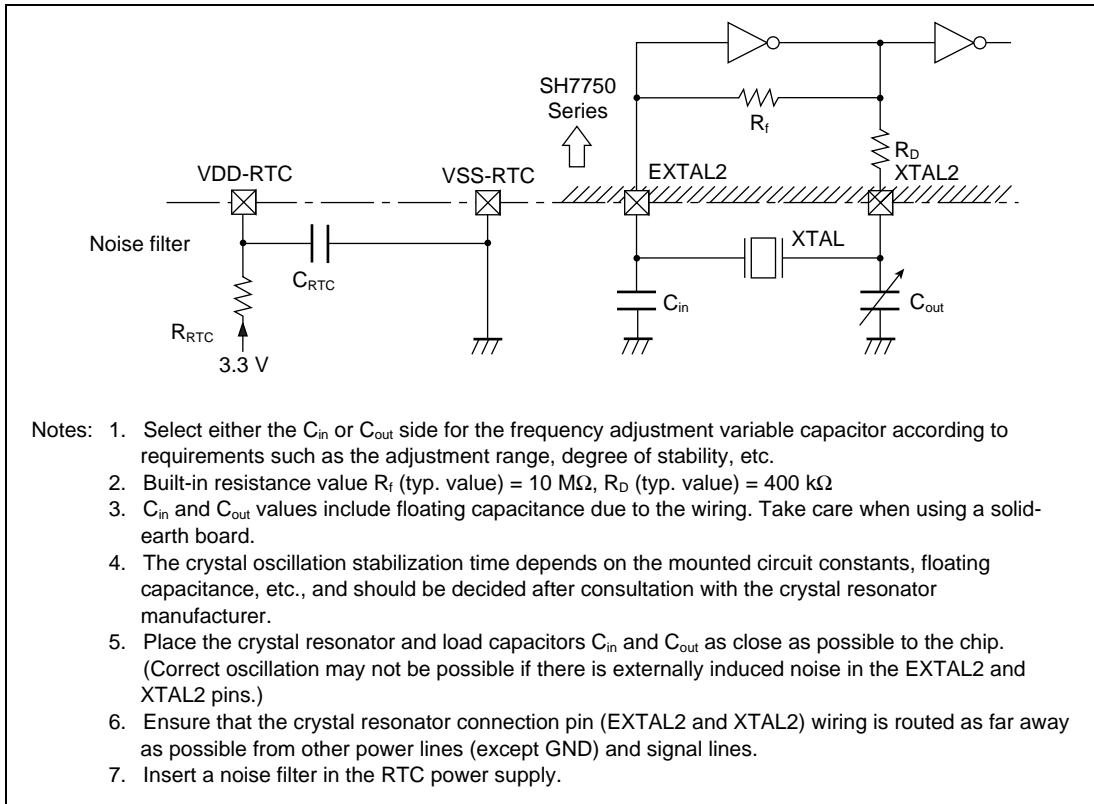 SH7750
Series
R<sub>f</sub>
R<sub>D</sub>
VDD-RTC
VSS-RTC
EXTAL2
XTAL2
Noise filter
C<sub>RTC</sub>
XTAL
C<sub>in</sub>
C<sub>out</sub>
R<sub>RTC</sub>
3.3 V
Notes: 1. Select either the C<sub>in</sub> or C<sub>out</sub> side for the frequency adjustment variable capacitor according to
requirements such as the adjustment range, degree of stability, etc.
2. Built-in resistance value R<sub>f</sub> (typ. value) = 10 MΩ, R<sub>D</sub> (typ. value) = 400 kΩ
3. C<sub>in</sub> and C<sub>out</sub> values include floating capacitance due to the wiring. Take care when using a solid-
earth board.
4. The crystal oscillation stabilization time depends on the mounted circuit constants, floating
capacitance, etc., and should be decided after consultation with the crystal resonator
manufacturer.
5. Place the crystal resonator and load capacitors C<sub>in</sub> and C<sub>out</sub> as close as possible to the chip.
(Correct oscillation may not be possible if there is externally induced noise in the EXTAL2 and
XTAL2 pins.)
6. Ensure that the crystal resonator connection pin (EXTAL2 and XTAL2) wiring is routed as far away
as possible from other power lines (except GND) and signal lines.
7. Insert a noise filter in the RTC power supply.